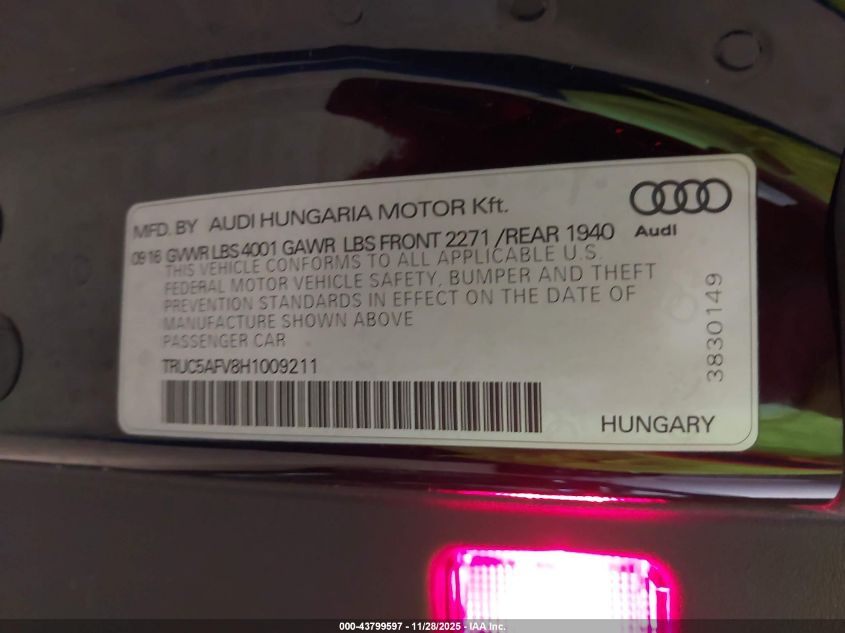 MFD. BY AUDI HUNGARIA MOTOR Kft.
Audi
09 16 GVWR LBS 4001 GAWR LBS FRONT 2271 /REAR 1940
THIS VEHICLE CONFORMS TO ALL APPLICABLE U.S.
FEDERAL MOTOR VEHICLE SAFETY, BUMPER AND THEFT
PREVENTION STANDARDS IN EFFECT ON THE DATE OF
MANUFACTURE SHOWN ABOVE
PASSENGER CAR
TRUC5AFV8H1009211
3830149
HUNGARY
000-43799597 - 11/28/2025 - IAA Inc.